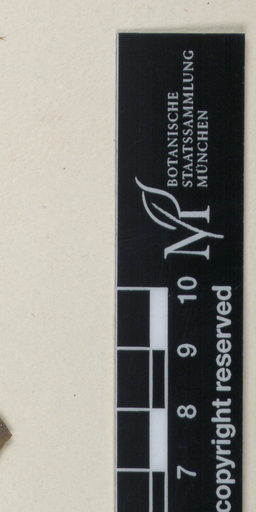 BOTANISCHE
STAATSSAMMLUNG
MÜNCHEN
M
10
9
8
7
copyright reserved